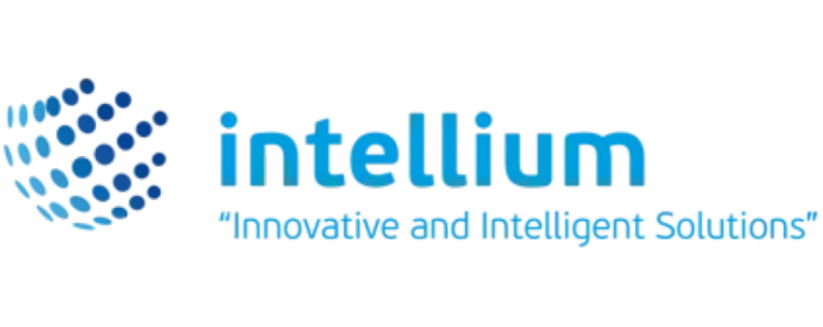 intellium
“Innovative and Intelligent Solutions”